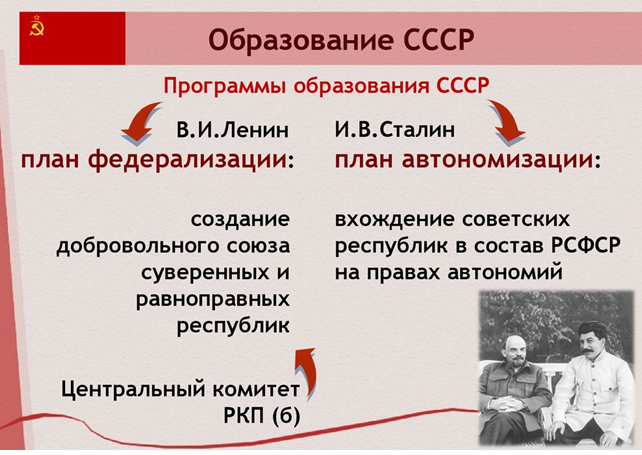 Образование СССР
Программы образования СССР
В.И.Ленин
план федерализации:
создание
добровольного союза
суверенных и
равноправных
республик
Центральный комитет
РКП (б)
И.В.Сталин
план автономизации:
вхождение советских
республик в состав РСФСР
на правах автономий